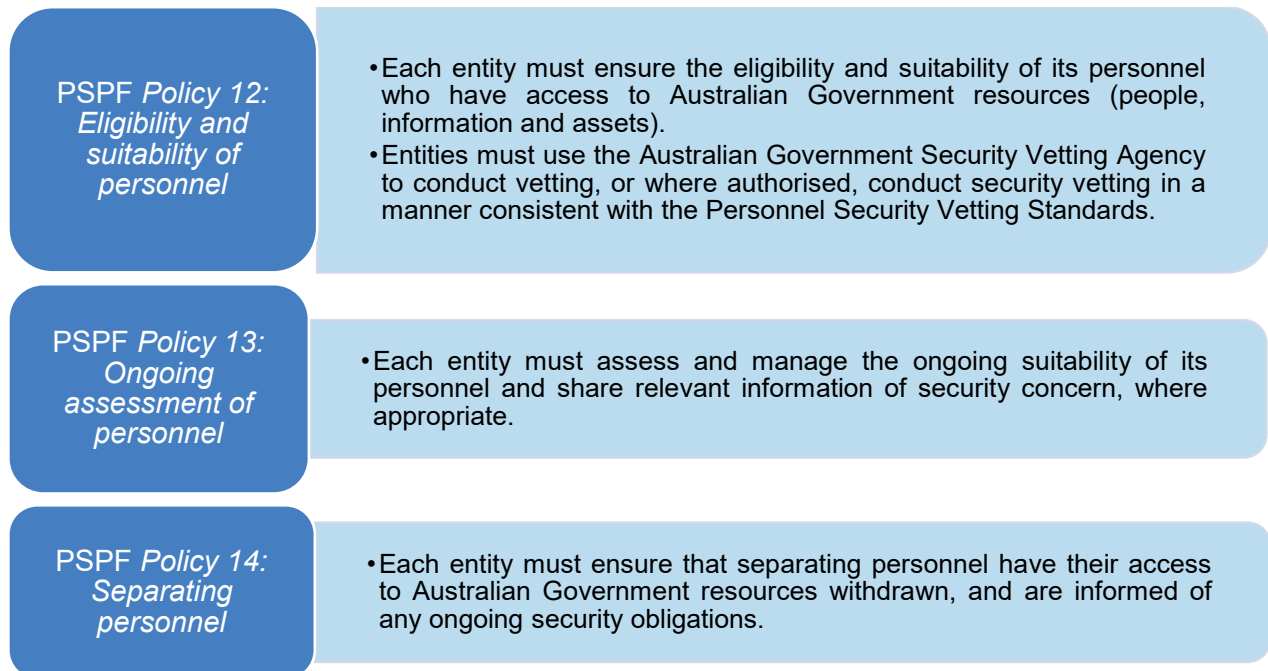 PSPF Policy 12:
Eligibility and
suitability of
personnel
•Each entity must ensure the eligibility and suitability of its personnel
who have access to Australian Government resources (people,
information and assets).
•Entities must use the Australian Government Security Vetting Agency
to conduct vetting, or where authorised, conduct security vetting in a
manner consistent with the Personnel Security Vetting Standards.
PSPF Policy 13:
Ongoing
assessment of
personnel
•Each entity must assess and manage the ongoing suitability of its
personnel and share relevant information of security concern, where
appropriate.
PSPF Policy 14:
Separating
personnel
•Each entity must ensure that separating personnel have their access
to Australian Government resources withdrawn, and are informed of
any ongoing security obligations.